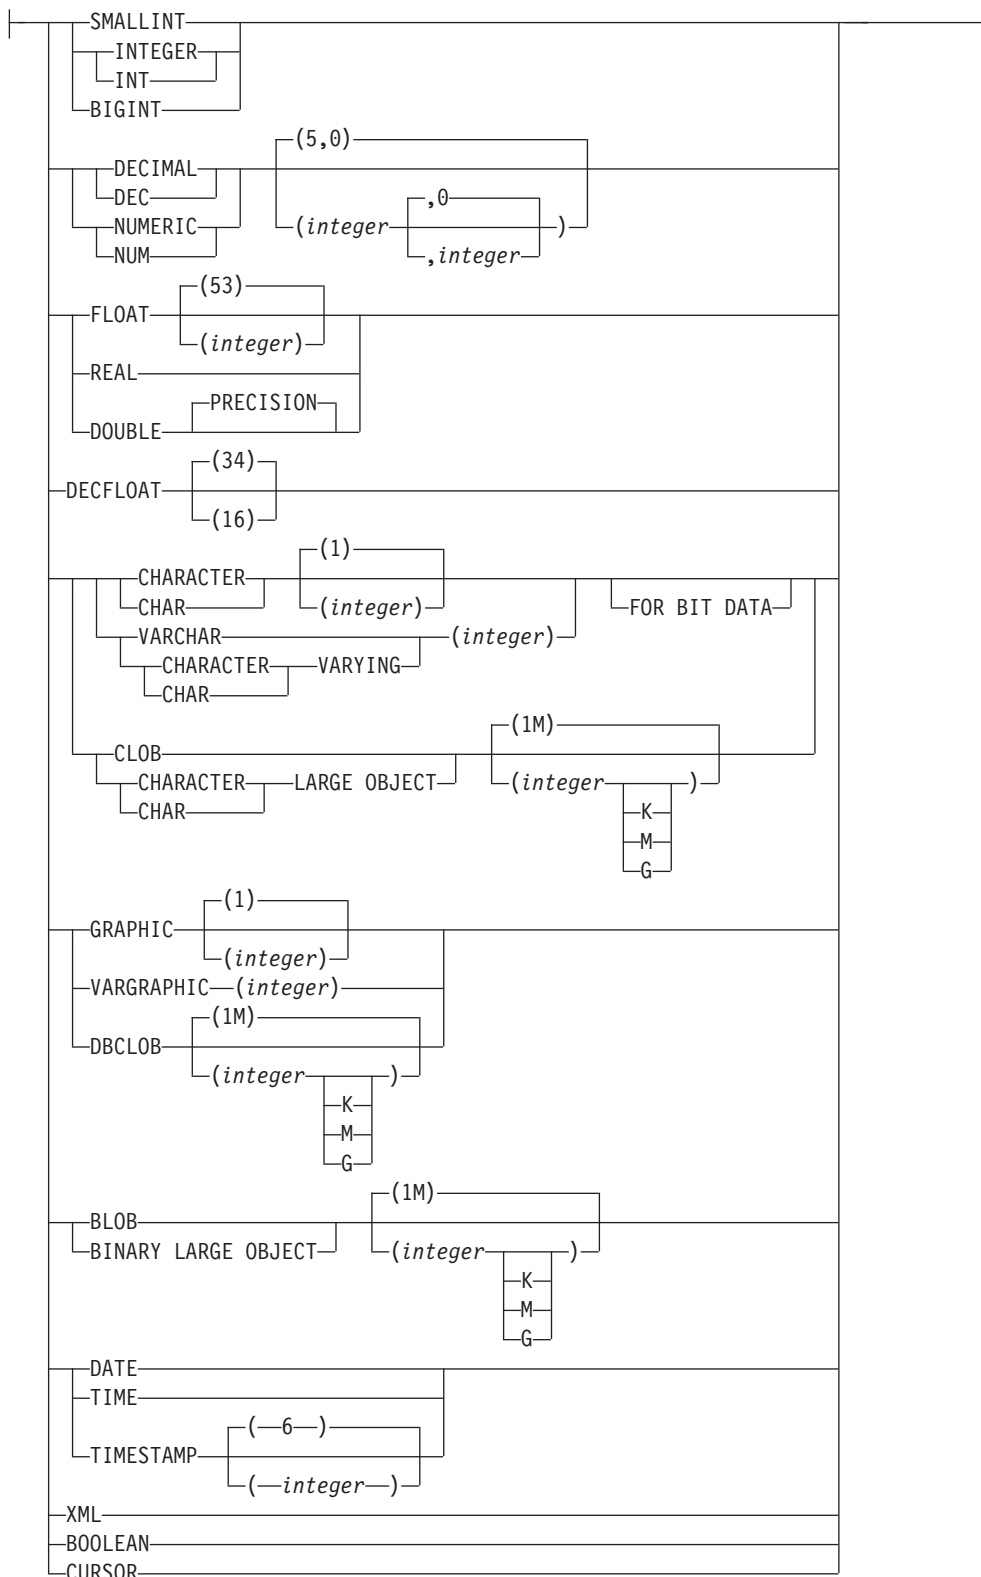 SMALLINT
INTEGER
INT
BIGINT
(5,0)
DECIMAL
DEC
NUMERIC (integer ,0 )
NUM ,integer
(53)
FLOAT
(integer)
REAL
PRECISION
DOUBLE
(34)
DECFLOAT
(16)
(1)
CHARACTER
CHAR (integer) FOR BIT DATA
VARCHAR (integer)
CHARACTER VARYING
CHAR
(1M)
CLOB
CHARACTER LARGE OBJECT (integer )
CHAR K
M
G
(1)
GRAPHIC
(integer)
VARGRAPHIC (integer)
(1M)
DBCLOB
(integer )
K
M
G
(1M)
BLOB
BINARY LARGE OBJECT (integer )
K
M
G
DATE
TIME
( 6 )
TIMESTAMP
( integer )
XML
BOOLEAN
CURSOR